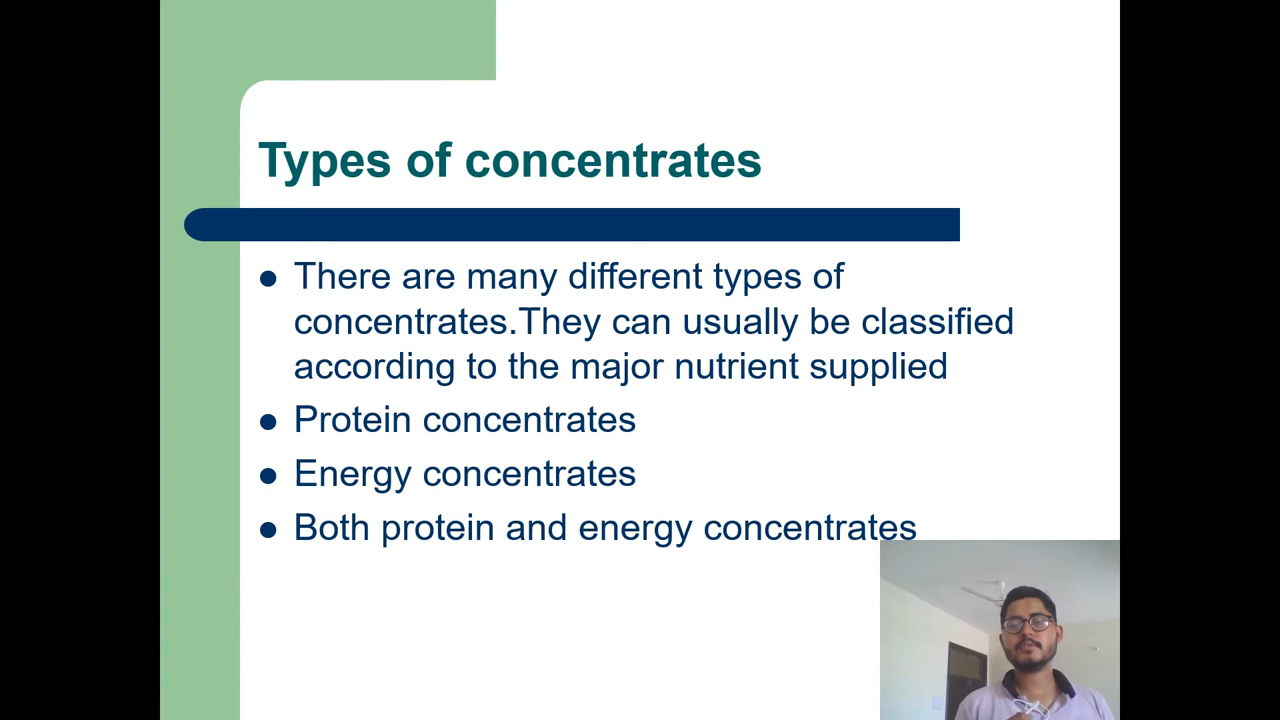 Types of concentrates
There are many different types of
concentrates.They can usually be classified
according to the major nutrient supplied
Protein concentrates
Energy concentrates
Both protein and energy concentrates